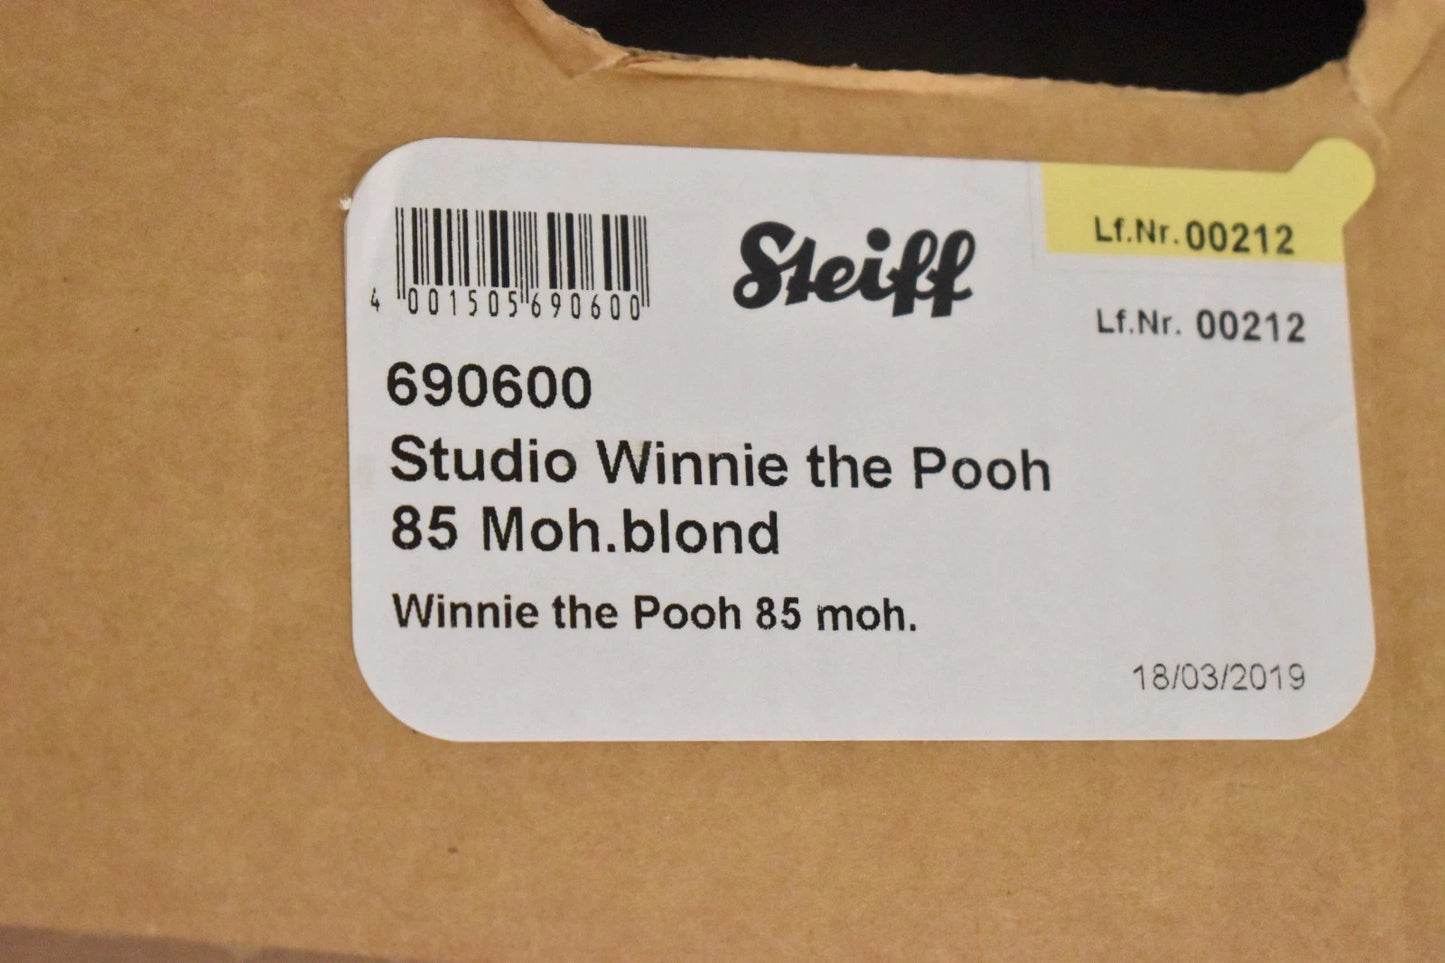 Lf.Nr. 00212
Steiff
4 001505 690600
Lf.Nr. 00212
690600
Studio Winnie the Pooh
85 Moh.blond
Winnie the Pooh 85 moh.
18/03/2019